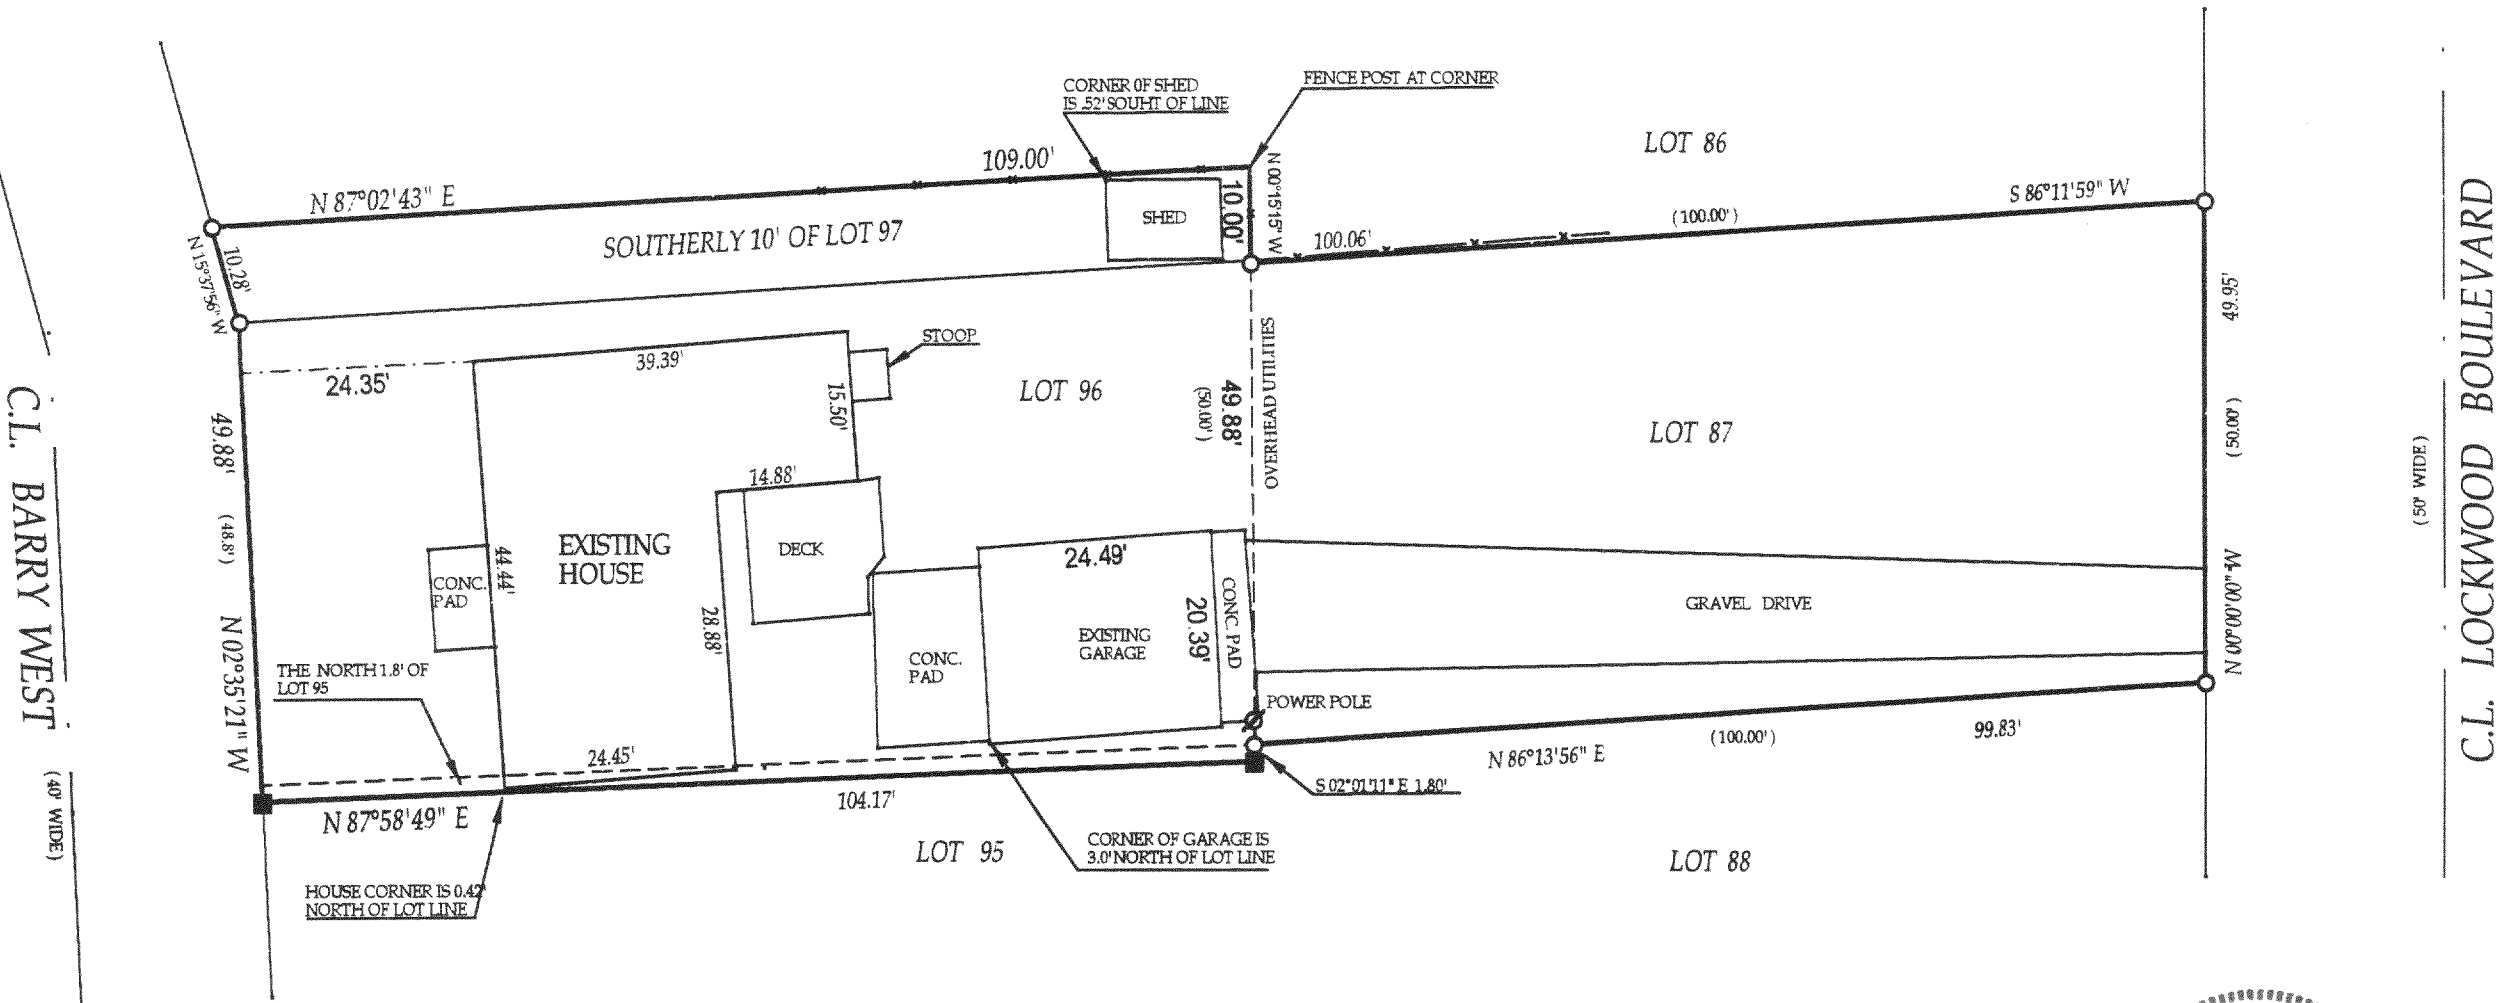 CORNER OF SHED
IS .52' SOUHT OF LINE
FENCE POST AT CORNER
LOT 86
109.00'
N 87°02'43" E
S 86°11'59" W
(100.00')
100.06'
N 00°15'15" W
10.00'
SHED
SOUTHERLY 10' OF LOT 97
10.28'
N 15°37'56" W
STOOP
39.39'
24.35'
15.50'
LOT 96
49.88'
(50.00')
OVERHEAD UTILITIES
LOT 87
49.95'
(50.00')
N 00°00'00" W
C.L. LOCKWOOD BOULEVARD
(50' WIDE)
C.L. BARRY WEST
(40' WIDE)
49.88'
(48.8')
N 02°35'21" W
14.88'
EXISTING
HOUSE
44.44'
DECK
CONC.
PAD
28.88'
24.49'
20.39'
CONC. PAD
EXISTING
GARAGE
CONC.
PAD
GRAVEL DRIVE
THE NORTH 1.8' OF
LOT 95
POWER POLE
24.45'
99.83'
(100.00')
N 86°13'56" E
S 02°01'11" E 1.80'
104.17'
N 87°58'49" E
LOT 95
CORNER OF GARAGE IS
3.0' NORTH OF LOT LINE
LOT 88
HOUSE CORNER IS 0.42'
NORTH OF LOT LINE